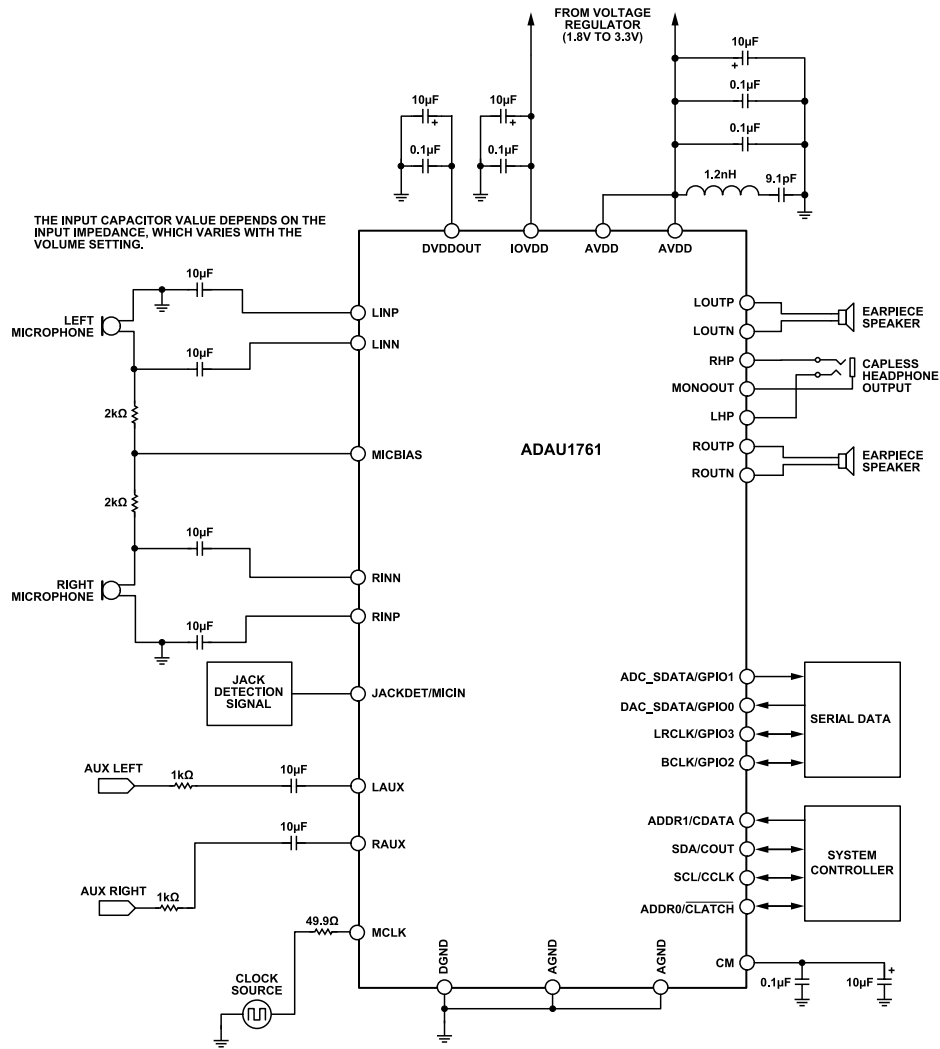 FROM VOLTAGE
REGULATOR
(1.8V TO 3.3V)
10µF
+
0.1µF
0.1µF
1.2nH
9.1pF
10µF
+
0.1µF
10µF
+
0.1µF
THE INPUT CAPACITOR VALUE DEPENDS ON THE
INPUT IMPEDANCE, WHICH VARIES WITH THE
VOLUME SETTING.
DVDDOUT
IOVDD
AVDD
AVDD
10µF
LEFT
MICROPHONE
LINP
LINN
10µF
2kΩ
MICBIAS
2kΩ
10µF
RINN
RIGHT
MICROPHONE
RINP
10µF
JACK
DETECTION
SIGNAL
JACKDET/MICIN
AUX LEFT
1kΩ
10µF
LAUX
10µF
RAUX
AUX RIGHT
1kΩ
49.9Ω
MCLK
CLOCK
SOURCE
ADAU1761
DGND
AGND
AGND
LOUTP
LOUTN
EARPIECE
SPEAKER
RHP
MONOOUT
LHP
CAPLESS
HEADPHONE
OUTPUT
ROUTP
ROUTN
EARPIECE
SPEAKER
ADC_SDATA/GPIO1
DAC_SDATA/GPIO0
LRCLK/GPIO3
BCLK/GPIO2
SERIAL DATA
ADDR1/CDATA
SDA/COUT
SCL/CCLK
ADDR0/CLATCH
SYSTEM
CONTROLLER
CM
0.1µF
10µF
+